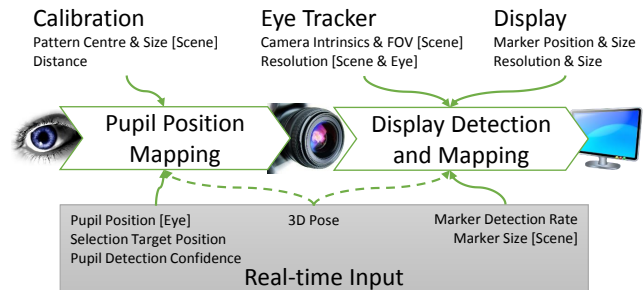 Calibration
Pattern Centre & Size [Scene]
Distance
Eye Tracker
Camera Intrinsics & FOV [Scene]
Resolution [Scene & Eye]
Display
Marker Position & Size
Resolution & Size
Pupil Position
Mapping
Display Detection
and Mapping
Pupil Position [Eye]
Selection Target Position
Pupil Detection Confidence
3D Pose
Marker Detection Rate
Marker Size [Scene]
Real-time Input